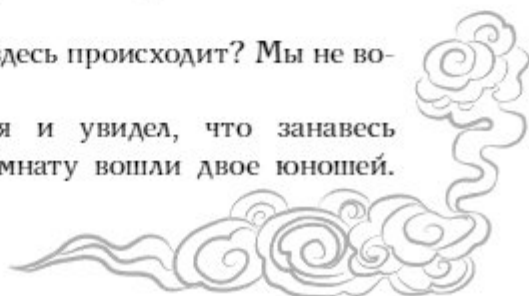 здесь происходит? Мы не во-
я и увидел, что занавесь
мнату вошли двое юношей.